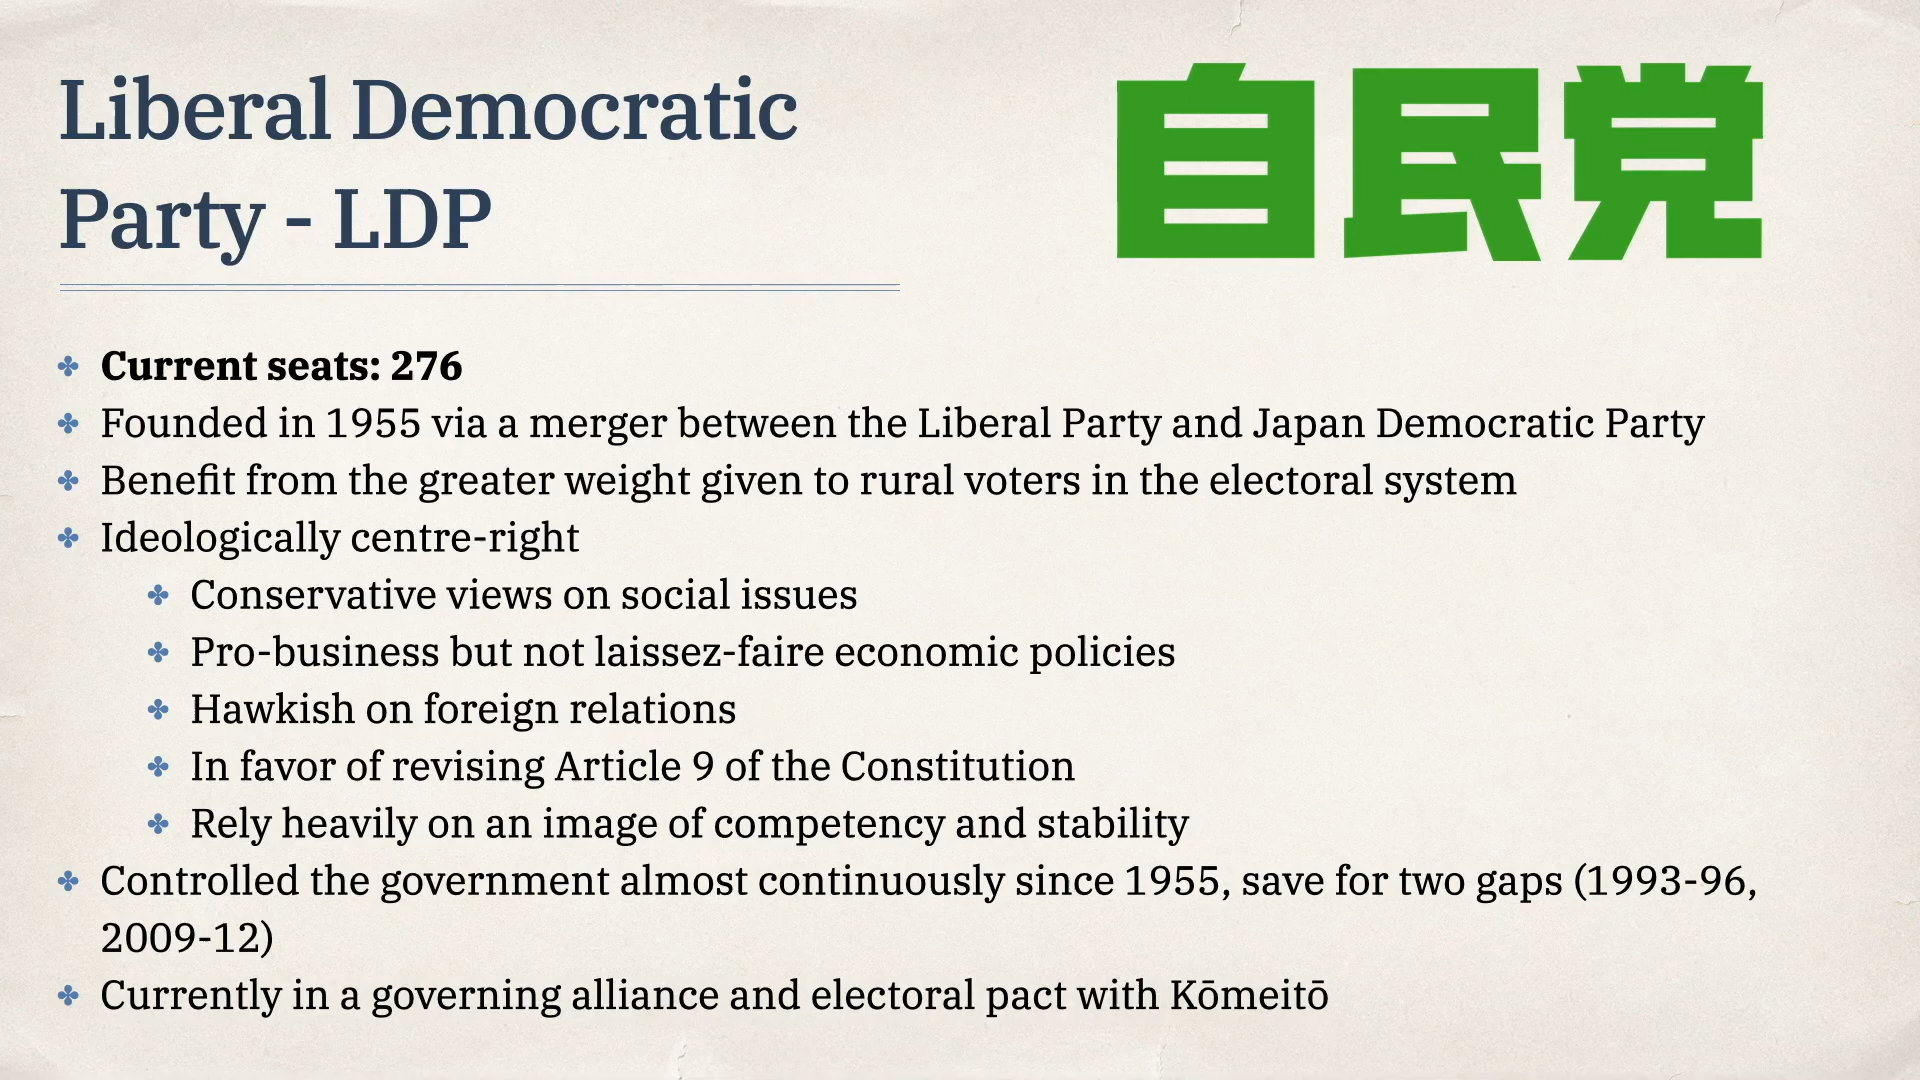 Liberal Democratic
Party - LDP
自民党
Current seats: 276
Founded in 1955 via a merger between the Liberal Party and Japan Democratic Party
Benefit from the greater weight given to rural voters in the electoral system
Ideologically centre-right
Conservative views on social issues
Pro-business but not laissez-faire economic policies
Hawkish on foreign relations
In favor of revising Article 9 of the Constitution
Rely heavily on an image of competency and stability
Controlled the government almost continuously since 1955, save for two gaps (1993-96,
2009-12)
Currently in a governing alliance and electoral pact with Kōmeitō